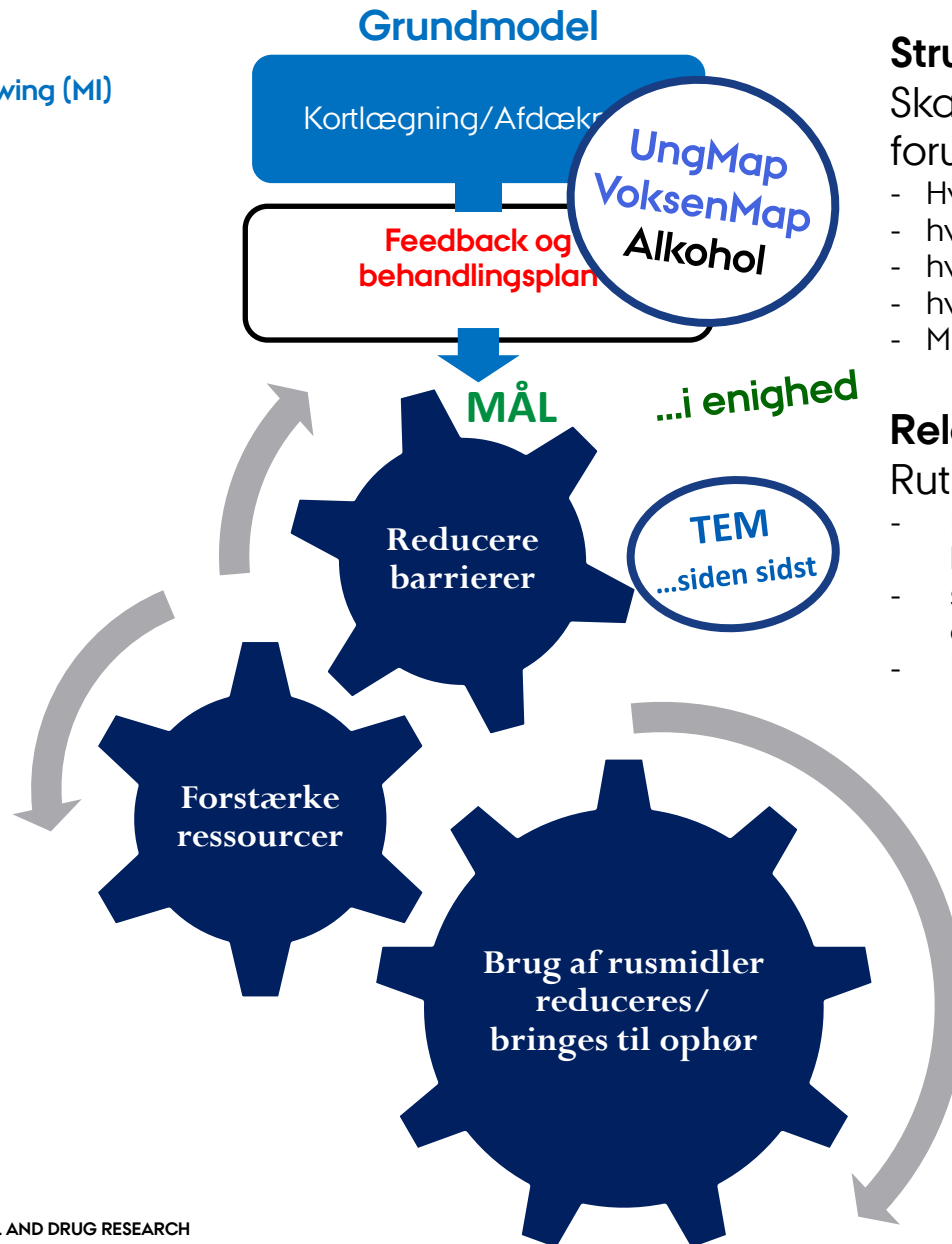 Grundmodel
wing (MI)
Kortlægning/Afdækn
UngMap
VoksenMap
Alkohol
Feedback og
behandlingsplan
MÅL
...i enighed
Reducere
barrierer
TEM
...siden sidst
Forstærke
ressourcer
Brug af rusmidler
reduceres/
bringes til ophør
Stru
Ska
foru
- Hv
- hv
- hv
- hv
- M
Rel
Rut
-
- s
-
AND DRUG RESEARCH